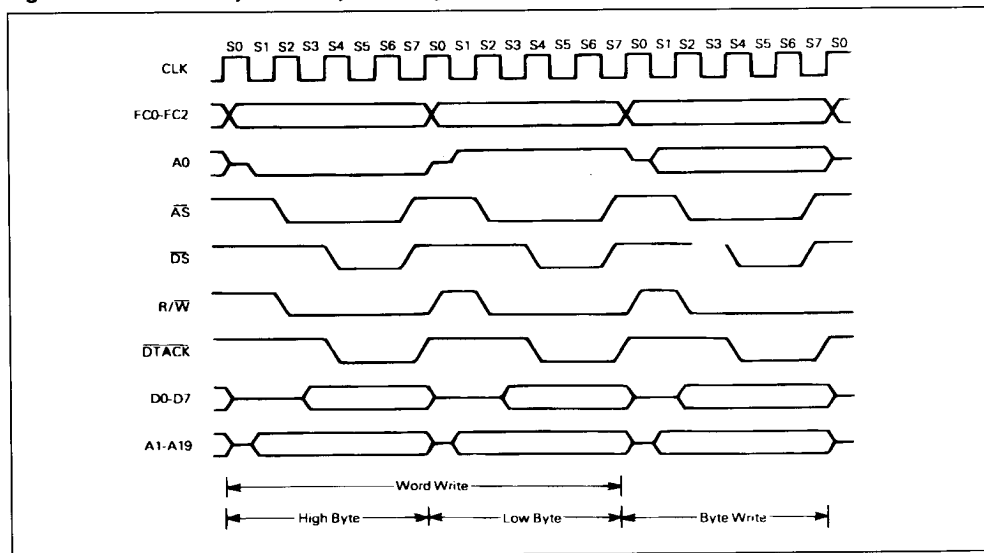 S0 S1 S2 S3 S4 S5 S6 S7 S0 S1 S2 S3 S4 S5 S6 S7 S0 S1 S2 S3 S4 S5 S6 S7 S0
CLK
FC0-FC2
A0
AS
DS
R/W
DTACK
D0-D7
A1-A19
Word Write
High Byte
Low Byte
Byte Write